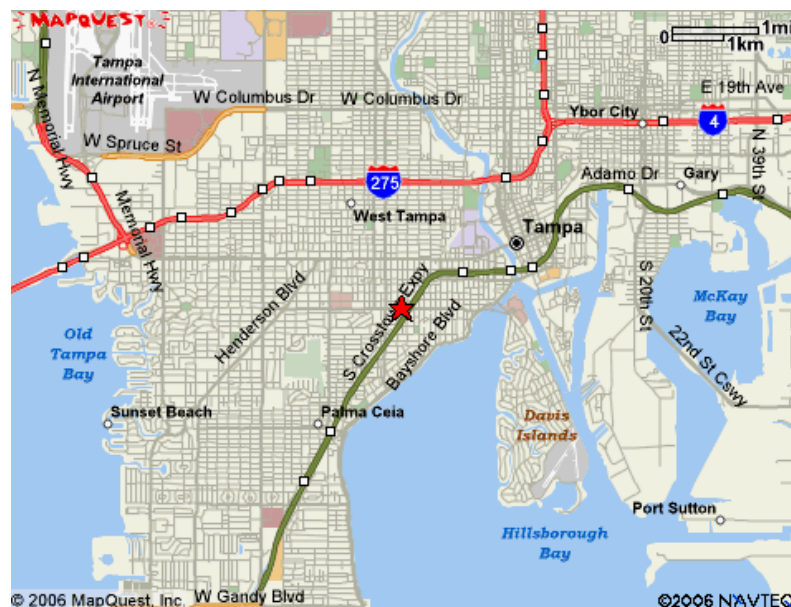 MAPQUEST.
0 1mi
1km
Tampa
International
Airport
N Memorial Hwy
W Columbus Dr
W Columbus Dr
E 19th Ave
Ybor City
4
W Spruce St
N 39th St
275
Adamo Dr
Gary
West Tampa
Memorial Hwy
Tampa
S Crosstown Expy
Henderson Blvd
Bayshore Blvd
S 20th St
McKay
Bay
22nd St Cswy
Old
Tampa
Bay
Sunset Beach
Palma Ceia
Davis
Islands
Port Sutton
Hillsborough
Bay
W Gandy Blvd
© 2006 MapQuest, Inc.
©2006 NAVTEQ